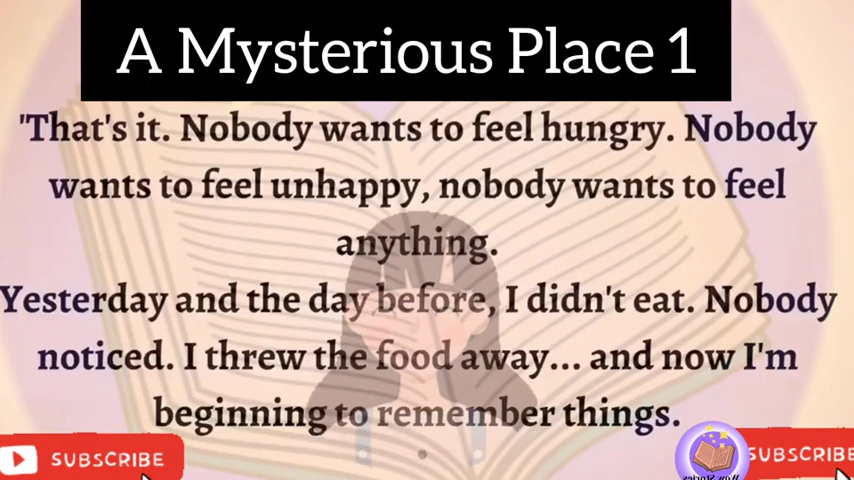 A Mysterious Place 1
'That's it. Nobody wants to feel hungry. Nobody
wants to feel unhappy, nobody wants to feel
anything.
Yesterday and the day before, I didn't eat. Nobody
noticed. I threw the food away... and now I'm
beginning to remember things.
SUBSCRIBE
SUBSCRIBE